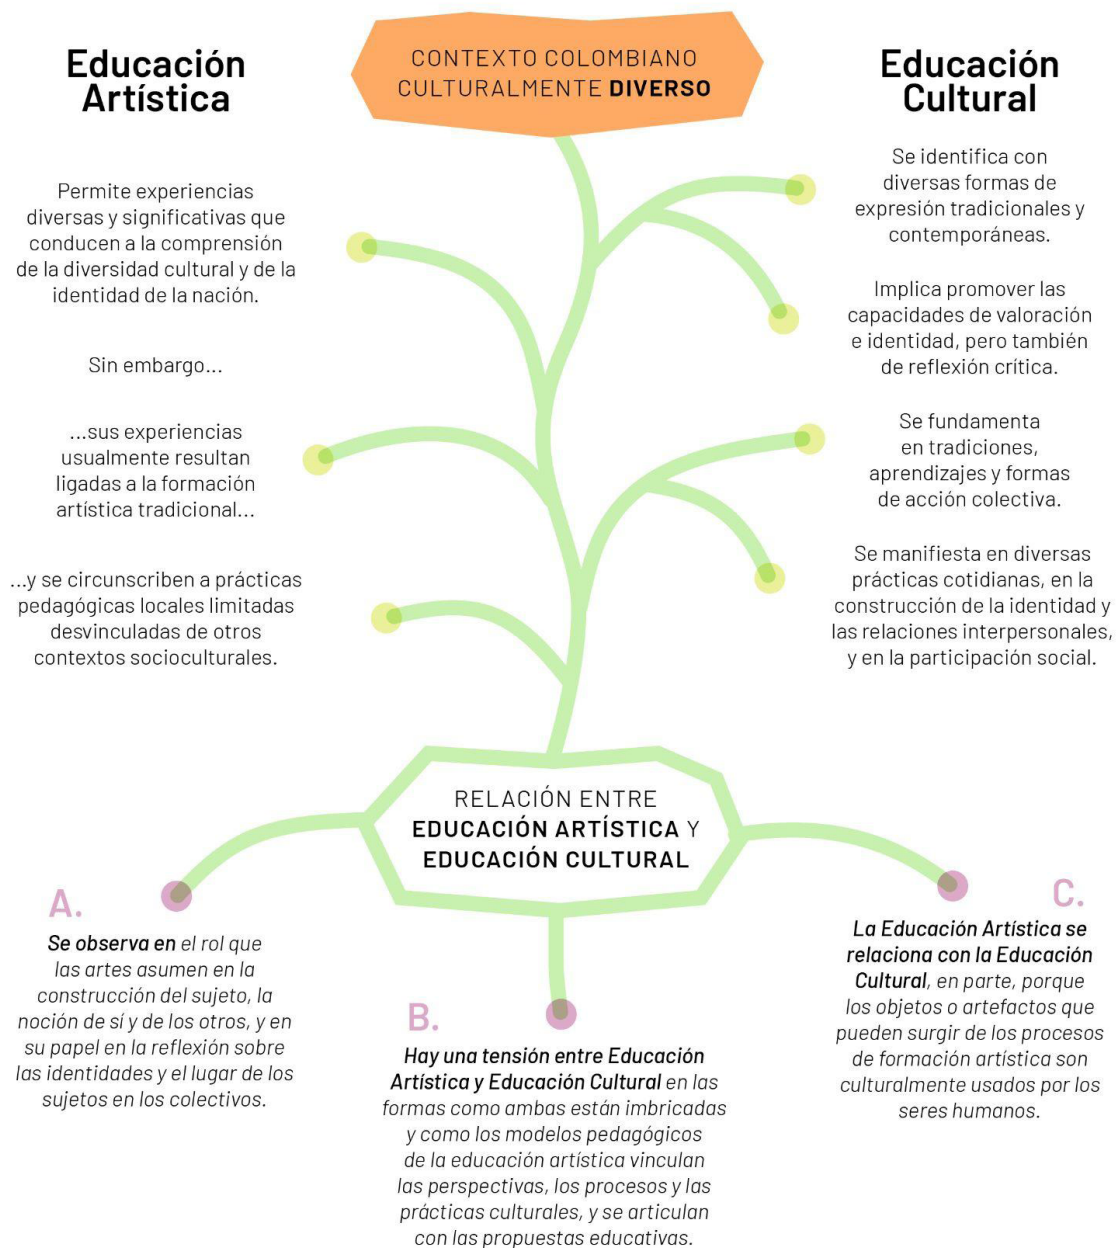 Educación
Artística
CONTEXTO COLOMBIANO
CULTURALMENTE DIVERSO
Educación
Cultural
Permite experiencias
diversas y significativas que
conducen a la comprensión
de la diversidad cultural y de la
identidad de la nación.
Sin embargo...
...sus experiencias
usualmente resultan
ligadas a la formación
artística tradicional...
...y se circunscriben a prácticas
pedagógicas locales limitadas
desvinculadas de otros
contextos socioculturales.
Se identifica con
diversas formas de
expresión tradicionales y
contemporáneas.
Implica promover las
capacidades de valoración
e identidad, pero también
de reflexión crítica.
Se fundamenta
en tradiciones,
aprendizajes y formas
de acción colectiva.
Se manifiesta en diversas
prácticas cotidianas, en la
construcción de la identidad y
las relaciones interpersonales,
y en la participación social.
RELACIÓN ENTRE
EDUCACIÓN ARTÍSTICA Y
EDUCACIÓN CULTURAL
A.
Se observa en el rol que
las artes asumen en la
construcción del sujeto, la
noción de sí y de los otros, y en
su papel en la reflexión sobre
las identidades y el lugar de los
sujetos en los colectivos.
B.
Hay una tensión entre Educación
Artística y Educación Cultural en las
formas como ambas están imbricadas
y como los modelos pedagógicos
de la educación artística vinculan
las perspectivas, los procesos y las
prácticas culturales, y se articulan
con las propuestas educativas.
C.
La Educación Artística se
relaciona con la Educación
Cultural, en parte, porque
los objetos o artefactos que
pueden surgir de los procesos
de formación artística son
culturalmente usados por los
seres humanos.